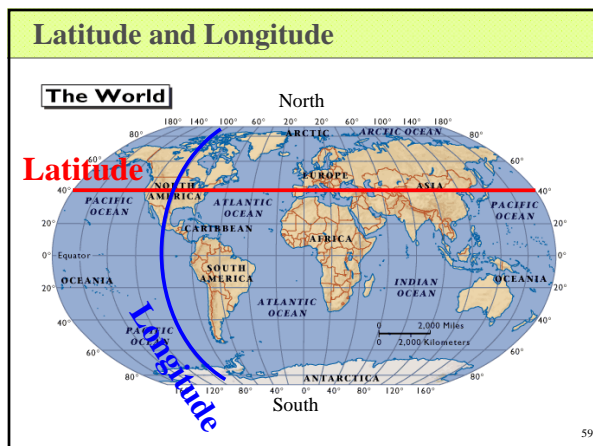 Latitude and Longitude
The World
North
180° 140° 100° 60° 20° 20° 60° 100° 140° 180°
ARCTIC
ARCTIC OCEAN
80° 80°
60° 60°
Latitude
EUROPE
NORTH
AMERICA
ASIA
40° 40°
PACIFIC
OCEAN
ATLANTIC
OCEAN
PACIFIC
OCEAN
20° 20°
CARIBBEAN
AFRICA
0° Equator 0°
OCEANIA
SOUTH
AMERICA
INDIAN
OCEAN
OCEANIA
20° 20°
ATLANTIC
OCEAN
40° 40°
PACIFIC
OCEAN
Longitude
0 2,000 Miles
0 2,000 Kilometers
60° 60°
ANTARCTICA
80° 80°
120° 80° 40° 0° 40° 80° 120° 160°
South
59